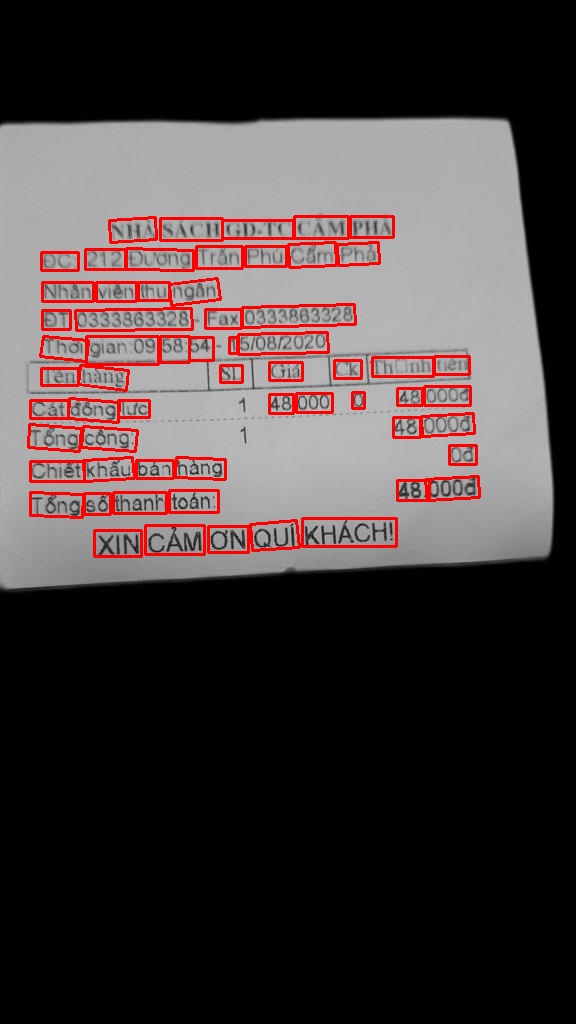 NHÀ SÁCH GD-TC CẨM PHẢ
ĐC: 212 Đường Trần Phú Cẩm Phả
Nhân viên thu ngân
ĐT 0333863328 - Fax 0333863328
Thời gian:09 58:54 - 15/08/2020
Tên hàng Sl Giá Ck Th□nh tiền
Cát đông lực 1 48 000 0 48 000đ
Tổng cộng: 1 48 000đ
Chiết khấu bán hàng 0đ
Tổng số thanh toán: 48 000đ
XIN CẢM ƠN QUÍ KHÁCH!